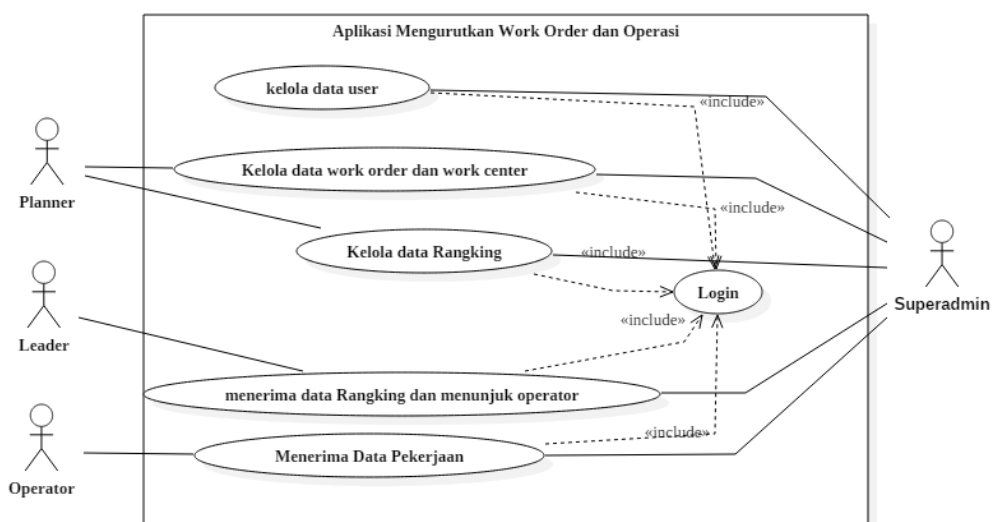 Aplikasi Mengurutkan Work Order dan Operasi
kelola data user
«include»
Planner
Kelola data work order dan work center
«include»
Kelola data Rangking
«include»
Login
Superadmin
Leader
«include»
menerima data Rangking dan menunjuk operator
«include»
Operator
Menerima Data Pekerjaan